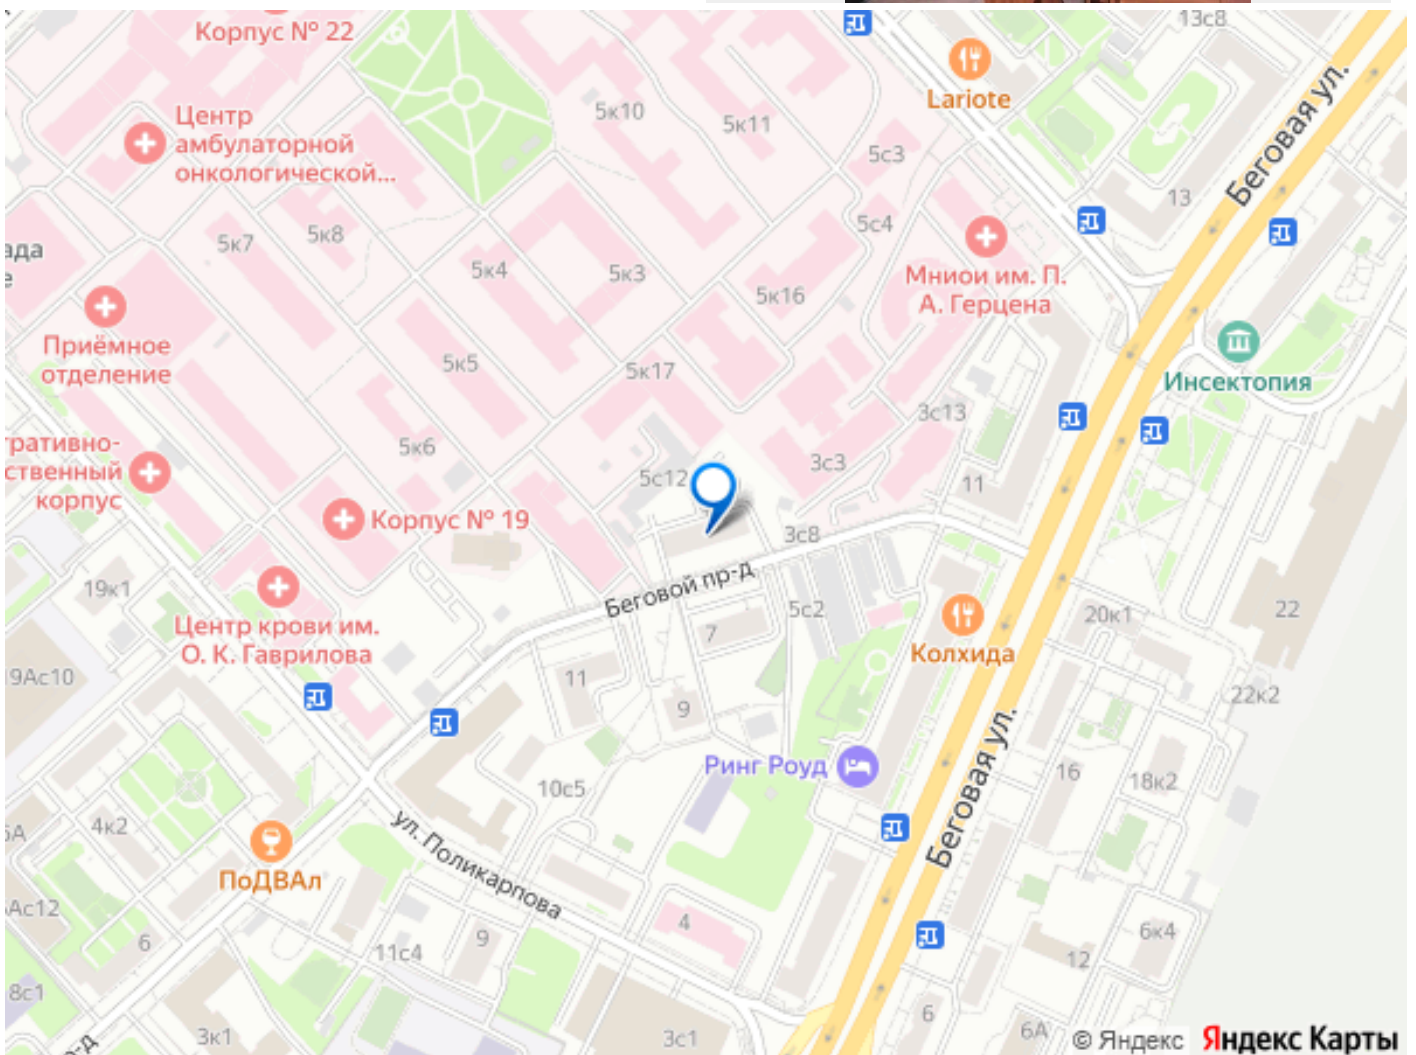 Корпус № 22
13с8
Lariote
Беговая ул.
Центр
амбулаторной
онкологической...
5к10
5к11
5с3
13
5к7
5к8
5с4
ада
е
5к4
5к3
5к16
Мниои им. П.
А. Герцена
Приёмное
отделение
5к5
5к17
Инсектопия
3с13
тративно-
ственный
корпус
5к6
5с12
3с3
11
Корпус № 19
3с8
Беговой пр-д
19к1
5с2
20к1
22
Центр крови им.
О. К. Гаврилова
7
Колхида
9Ас10
11
9
22к2
Ринг Роуд
Беговая ул.
16
18к2
10с5
6А
4к2
ул. Поликарпова
ПоДВАл
Ас12
6
11с4
9
4
12
6к4
8с1
3к1
3с1
6
6А
-д
© Яндекс Яндекс Карты